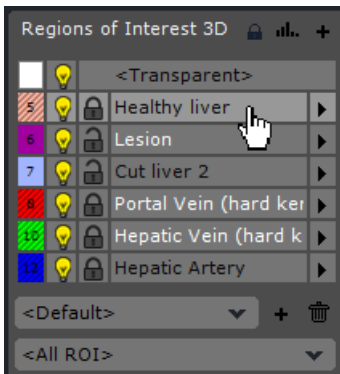 Regions of Interest 3D
<Transparent>
5 Healthy liver
6 Lesion
7 Cut liver 2
8 Portal Vein (hard ker
10 Hepatic Vein (hard k
12 Hepatic Artery
<Default>
<All ROI>